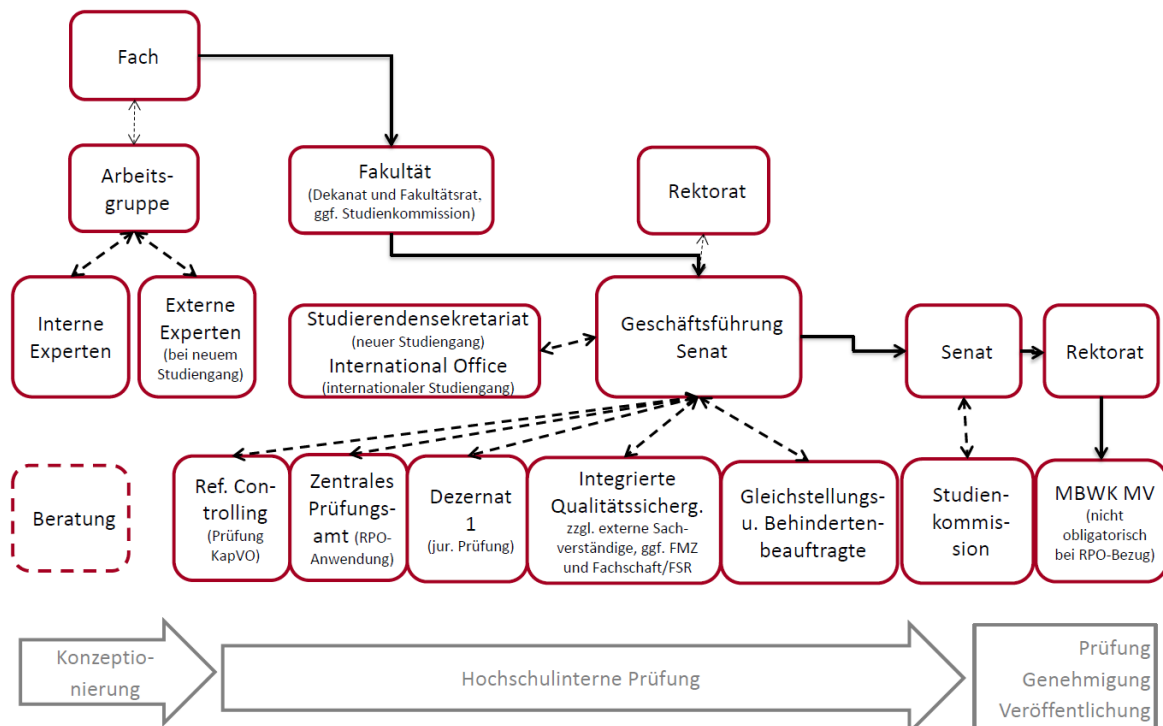 Fach
Arbeits-
gruppe
Fakultät
(Dekanat und Fakultätsrat,
ggf. Studienkommission)
Rektorat
Interne
Experten
Externe
Experten
(bei neuem
Studiengang)
Studierendensekretariat
(neuer Studiengang)
International Office
(internationaler Studiengang)
Geschäftsführung
Senat
Senat
Rektorat
Beratung
Ref. Con-
trolling
(Prüfung
KapVO)
Zentrales
Prüfungs-
amt (RPO-
Anwendung)
Dezernat
1
(jur. Prüfung)
Integrierte
Qualitätssicherg.
zzgl. externe Sach-
verständige, ggf. FMZ
und Fachschaft/FSR
Gleichstellungs-
u. Behinderten-
beauftragte
Studien-
kommis-
sion
MBWK MV
(nicht
obligatorisch
bei RPO-Bezug)
Konzeptio-
nierung
Hochschulinterne Prüfung
Prüfung
Genehmigung
Veröffentlichung